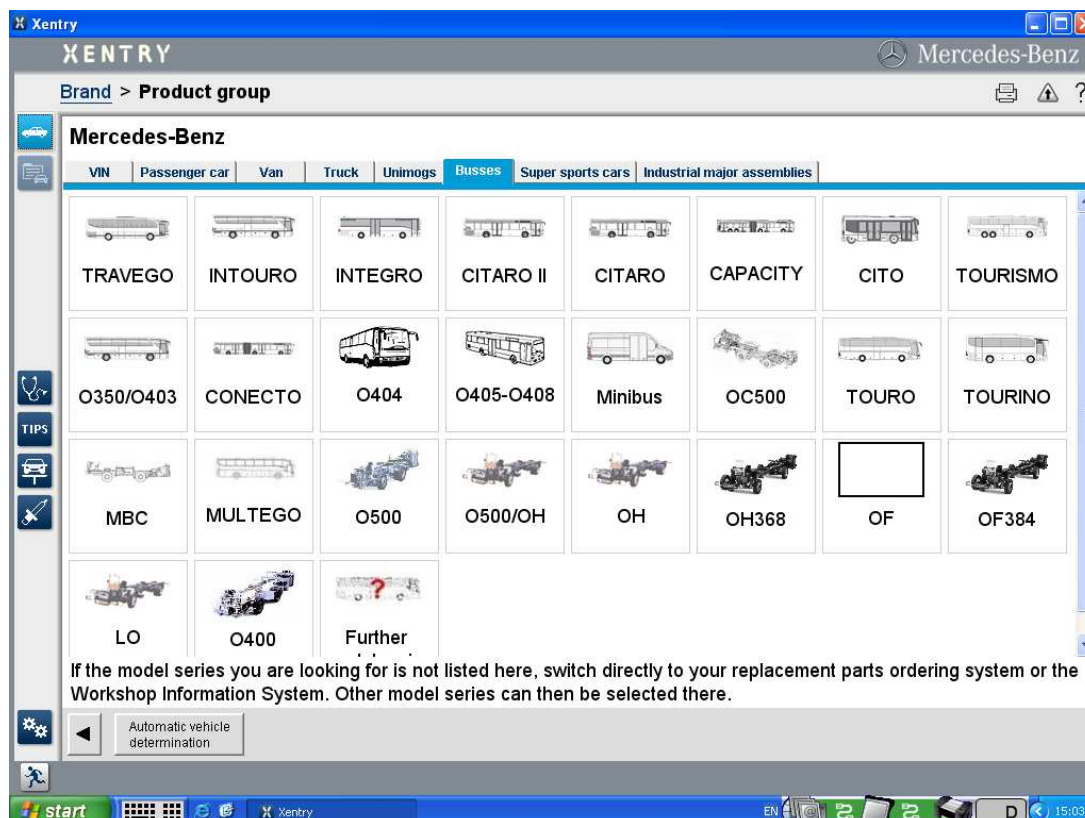 Xentry
XENTRY
Mercedes-Benz
Brand > Product group
?
Mercedes-Benz
VIN Passenger car Van Truck Unimogs Busses Super sports cars Industrial major assemblies
TRAVEGO INTOURO INTEGRO CITARO II CITARO CAPACITY CITO TOURISMO
O350/O403 CONECTO O404 O405-O408 Minibus OC500 TOURO TOURINO
TIPS
MBC MULTEGO O500 O500/OH OH OH368 OF OF384
?
LO O400 Further
If the model series you are looking for is not listed here, switch directly to your replacement parts ordering system or the
Workshop Information System. Other model series can then be selected there.
Automatic vehicle
determination
start Xentry EN D 15:03